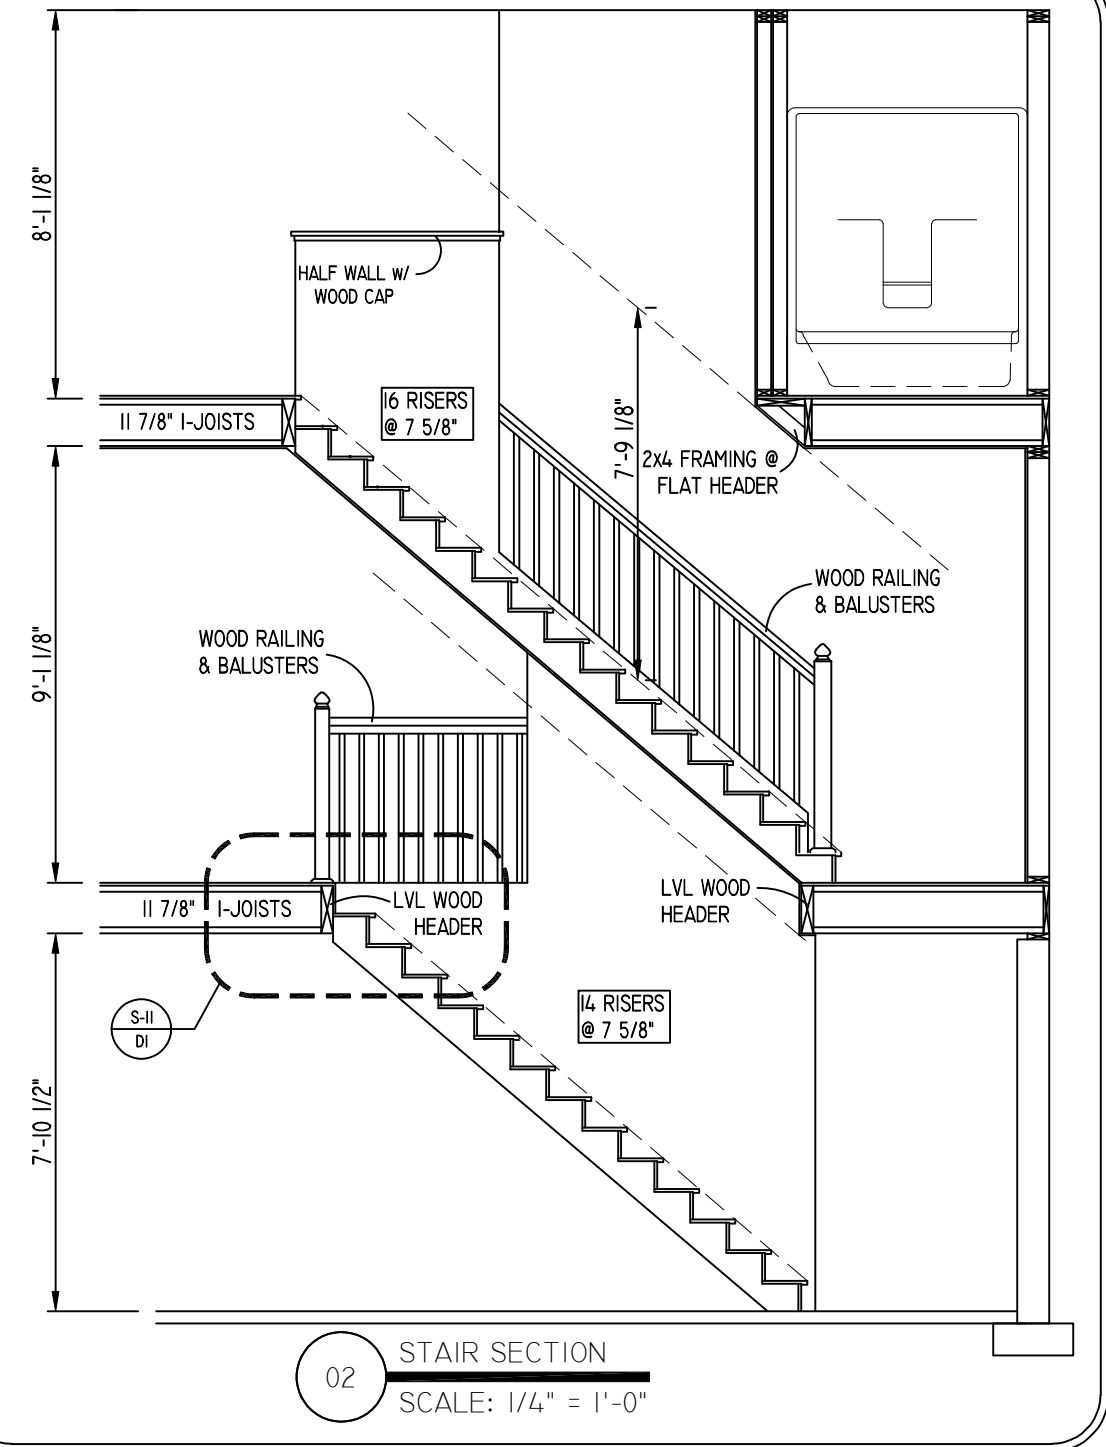 8'-1 1/8"
HALF WALL w/
WOOD CAP
16 RISERS
@ 7 5/8"
11 7/8" I-JOISTS
7'-9 1/8"
2x4 FRAMING @
FLAT HEADER
WOOD RAILING
& BALUSTERS
9'-1 1/8"
WOOD RAILING
& BALUSTERS
11 7/8" I-JOISTS
LVL WOOD
HEADER
LVL WOOD
HEADER
14 RISERS
@ 7 5/8"
S-11
D1
7'-10 1/2"
02
STAIR SECTION
SCALE: 1/4" = 1'-0"